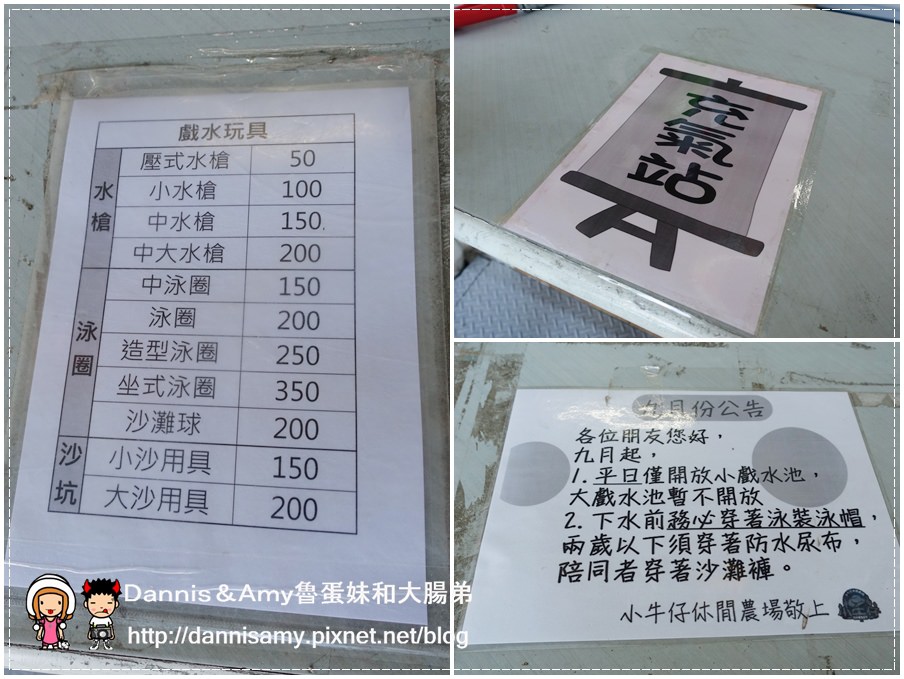 戲水玩具
水槍
壓式水槍 50
小水槍 100
中水槍 150
中大水槍 200
泳圈
中泳圈 150
泳圈 200
造型泳圈 250
坐式泳圈 350
沙灘球 200
沙坑
小沙用具 150
大沙用具 200
充氣站
九月份公告
各位朋友您好，
九月起，
1. 平日僅開放小戲水池，
大戲水池暫不開放
2. 下水前務必穿著泳裝泳帽，
兩歲以下須穿著防水尿布，
陪同者穿著沙灘褲。
小牛仔休閒農場敬上
Dannis＆Amy魯蛋妹和大腸弟
http://dannisamy.pixnet.net/blog